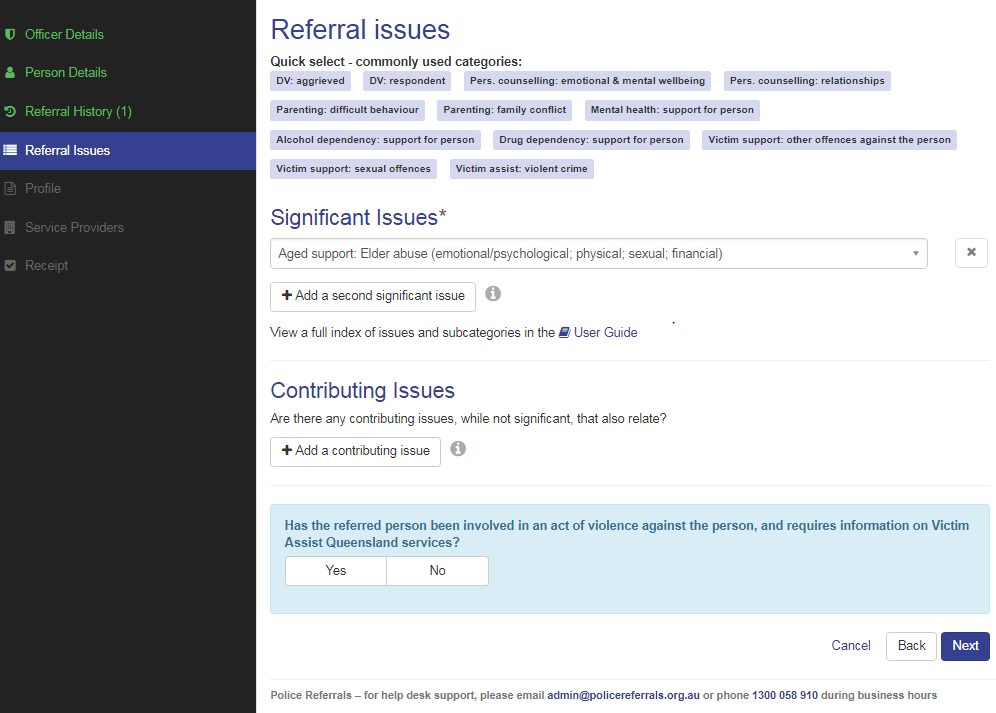 Officer Details
Person Details
Referral History (1)
Referral Issues
Profile
Service Providers
Receipt
Referral issues
Quick select - commonly used categories:
DV: aggrieved DV: respondent Pers. counselling: emotional & mental wellbeing Pers. counselling: relationships
Parenting: difficult behaviour Parenting: family conflict Mental health: support for person
Alcohol dependency: support for person Drug dependency: support for person Victim support: other offences against the person
Victim support: sexual offences Victim assist: violent crime
Significant Issues*
Aged support: Elder abuse (emotional/psychological; physical; sexual; financial)
Add a second significant issue
View a full index of issues and subcategories in the User Guide
Contributing Issues
Are there any contributing issues, while not significant, that also relate?
Add a contributing issue
Has the referred person been involved in an act of violence against the person, and requires information on Victim
Assist Queensland services?
Yes No
Cancel Back Next
Police Referrals – for help desk support, please email admin@policereferrals.org.au or phone 1300 058 910 during business hours